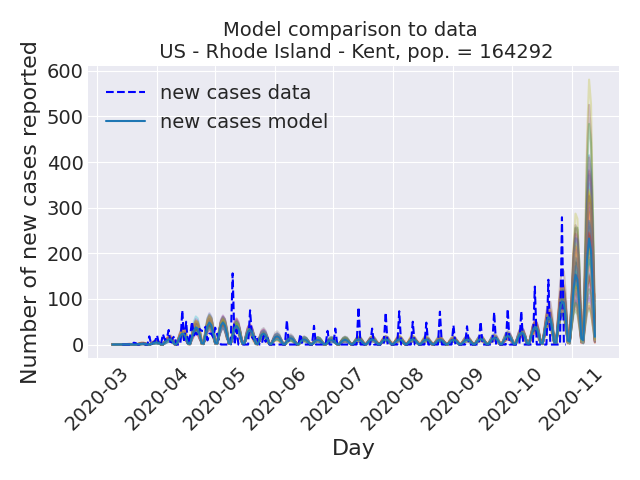 Model comparison to data
US - Rhode Island - Kent, pop. = 164292
Number of new cases reported
600
500
400
300
200
100
0
new cases data
new cases model
2020-03
2020-04
2020-05
2020-06
2020-07
2020-08
2020-09
2020-10
2020-11
Day